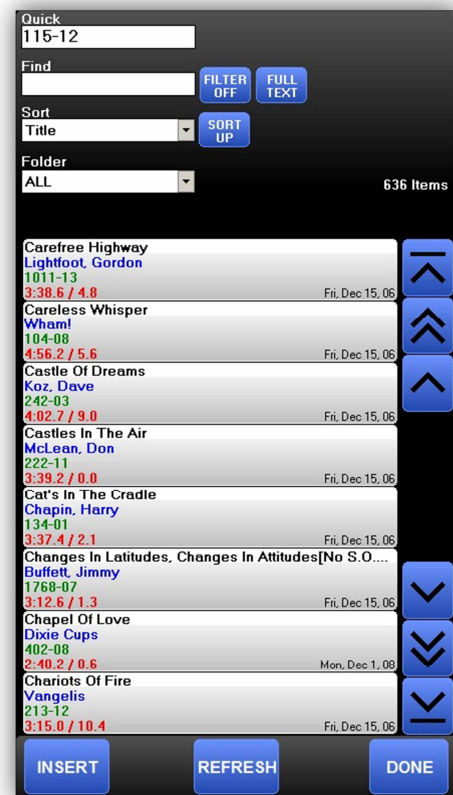 Quick
115-12
Find
FILTER OFF
FULL TEXT
Sort
Title
SORT UP
Folder
ALL
636 Items
Carefree Highway
Lightfoot, Gordon
1011-13
3:38.6 / 4.8 Fri, Dec 15, 06
Careless Whisper
Wham!
104-08
4:56.2 / 5.6 Fri, Dec 15, 06
Castle Of Dreams
Koz, Dave
242-03
4:02.7 / 9.0 Fri, Dec 15, 06
Castles In The Air
McLean, Don
222-11
3:39.2 / 0.0 Fri, Dec 15, 06
Cat's In The Cradle
Chapin, Harry
134-01
3:37.4 / 2.1 Fri, Dec 15, 06
Changes In Latitudes, Changes In Attitudes[No S.O....
Buffett, Jimmy
1768-07
3:12.6 / 1.3 Fri, Dec 15, 06
Chapel Of Love
Dixie Cups
402-08
2:40.2 / 0.6 Mon, Dec 1, 08
Chariots Of Fire
Vangelis
213-12
3:15.0 / 10.4 Fri, Dec 15, 06
INSERT REFRESH DONE